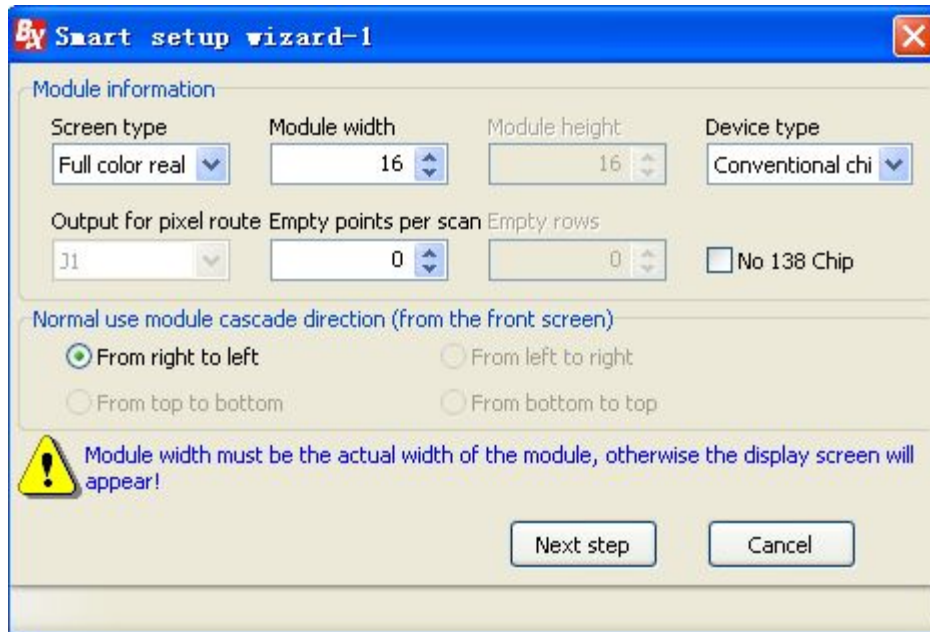 BX Smart setup wizard-1
Module information
Screen type Module width Module height Device type
Full color real 16 16 Conventional chi
Output for pixel route Empty points per scan Empty rows
J1 0 0 No 138 Chip
Normal use module cascade direction (from the front screen)
From right to left From left to right
From top to bottom From bottom to top
Module width must be the actual width of the module, otherwise the display screen will
appear!
Next step Cancel